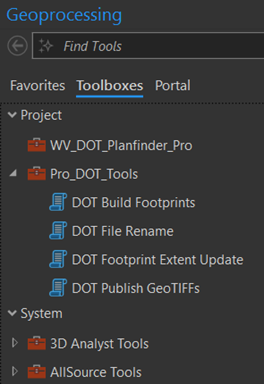 Geoprocessing
Find Tools
Favorites Toolboxes Portal
Project
WV_DOT_Planfinder_Pro
Pro_DOT_Tools
DOT Build Footprints
DOT File Rename
DOT Footprint Extent Update
DOT Publish GeoTIFFs
System
3D Analyst Tools
AllSource Tools